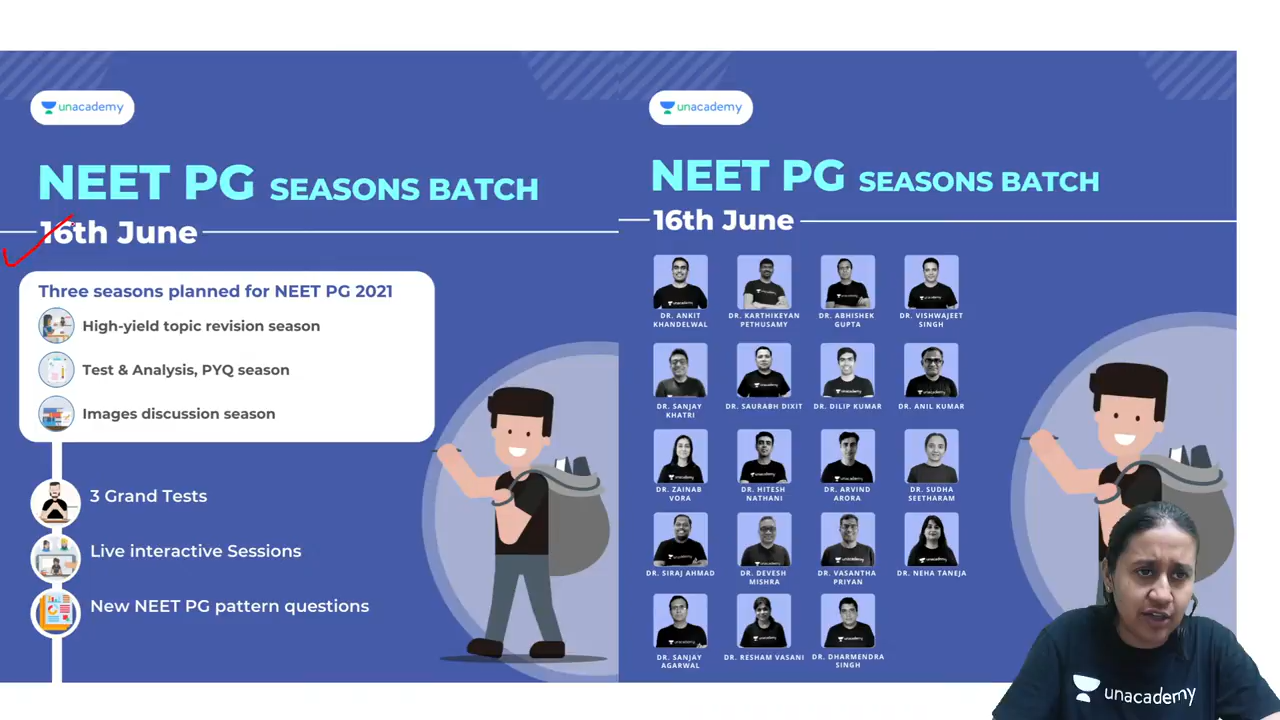 unacademy
NEET PG SEASONS BATCH
16th June
Three seasons planned for NEET PG 2021
High-yield topic revision season
Test & Analysis, PYQ season
Images discussion season
3 Grand Tests
Live interactive Sessions
New NEET PG pattern questions
unacademy
NEET PG SEASONS BATCH
16th June
DR. ANKIT
KHANDELWAL
DR. KARTHIKEYAN
PETHUSAMY
DR. ABHISHEK
GUPTA
DR. VISHWAJEET
SINGH
DR. SANJAY
KHATRI
DR. SAURABH DIXIT
DR. DILIP KUMAR
DR. ANIL KUMAR
DR. ZAINAB
VORA
DR. HITESH
NATHANI
DR. ARVIND
ARORA
DR. SUDHA
SEETHARAM
DR. SIRAJ AHMAD
DR. DEVESH
MISHRA
DR. VASANTHA
PRIYAN
DR. NEHA TANEJA
DR. SANJAY
AGARWAL
DR. RESHAM VASANI
DR. DHARMENDRA
SINGH
unacademy